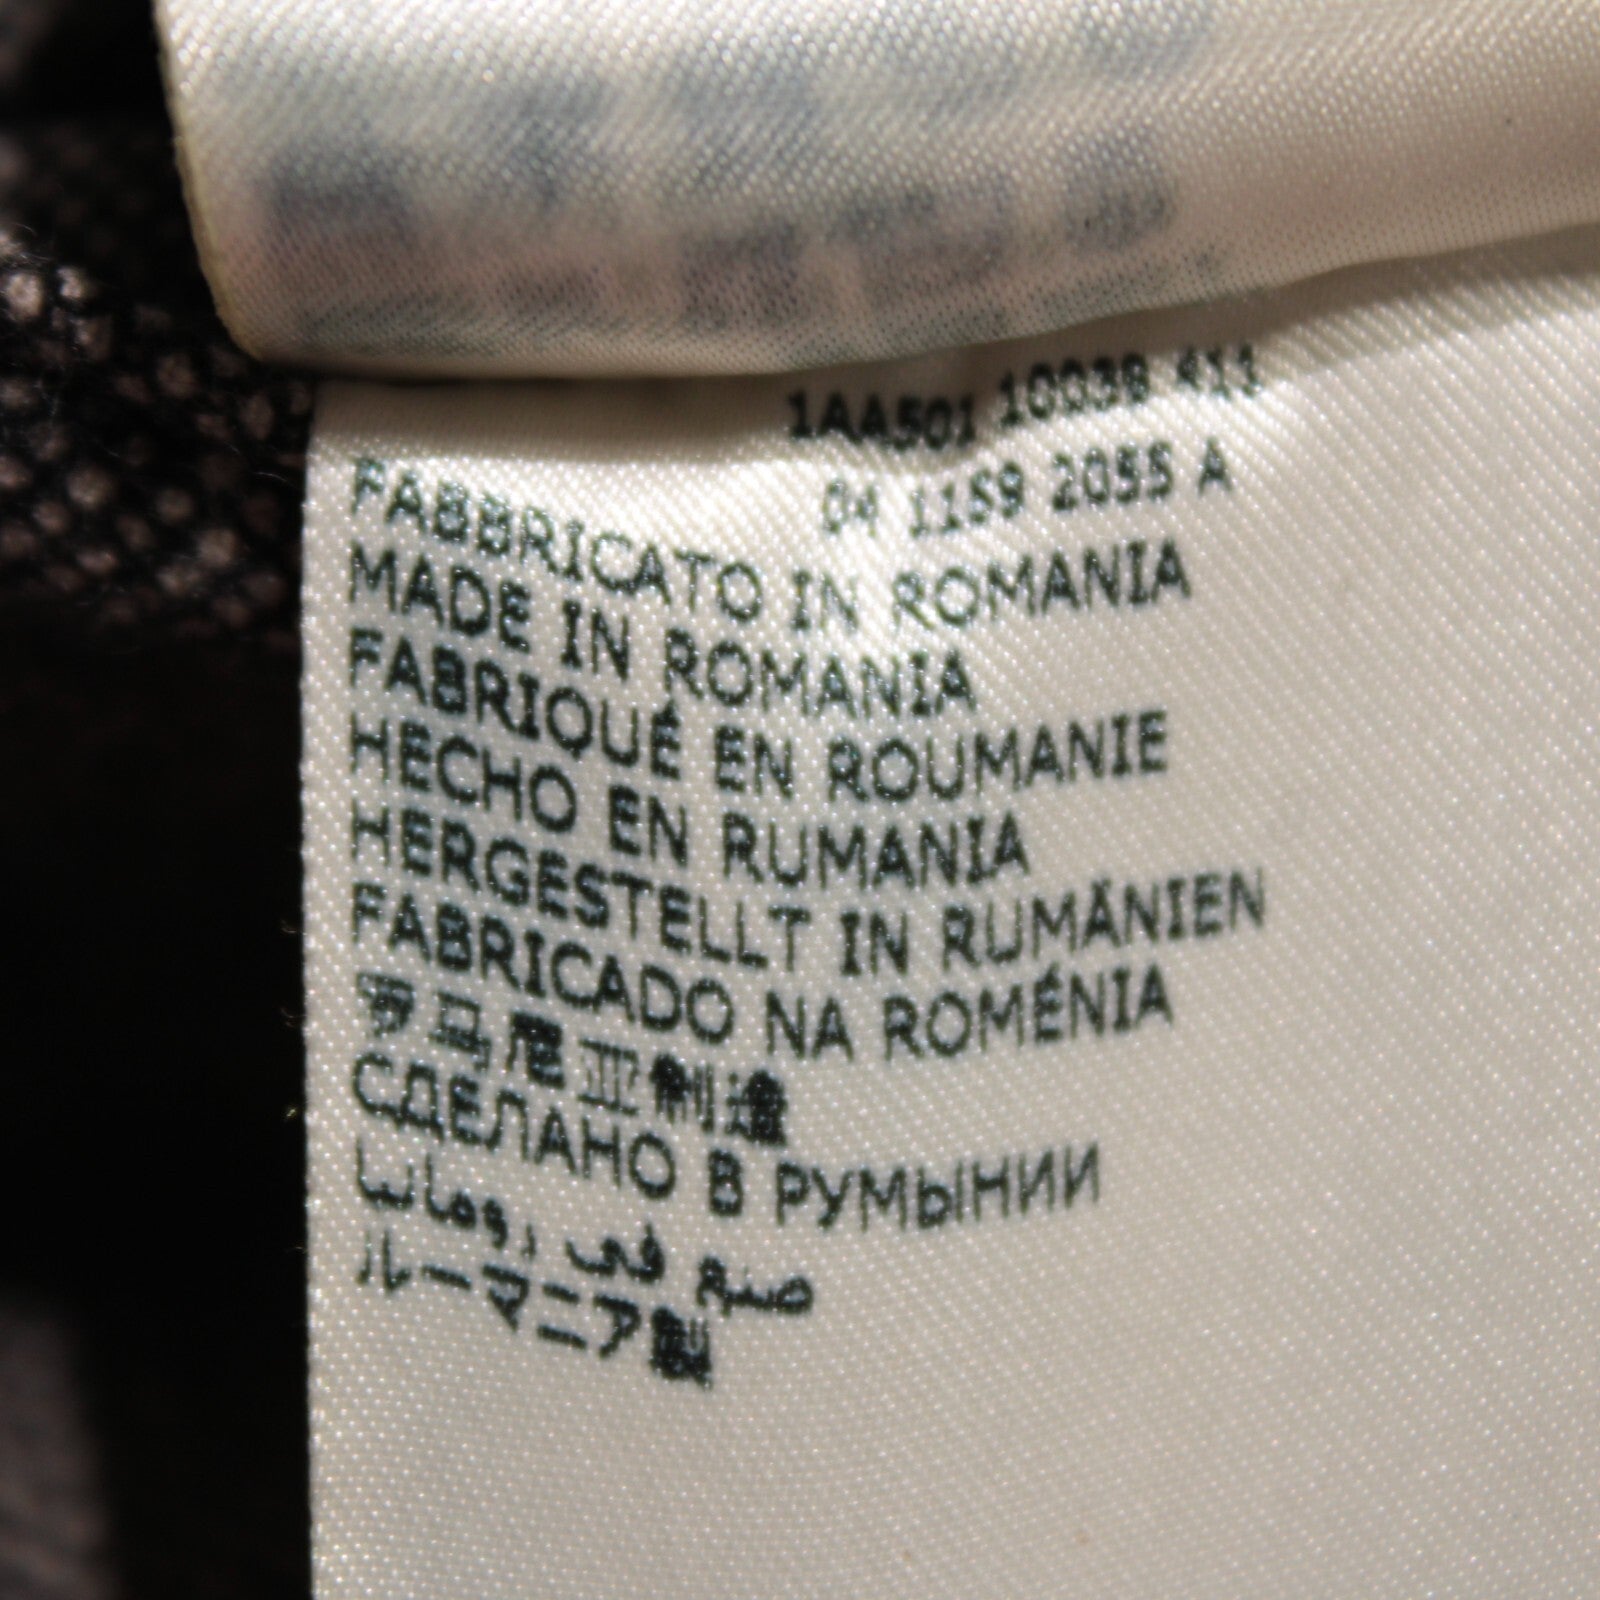 1AA501 10039 411
04 1159 2055 A
FABBRICATO IN ROMANIA
MADE IN ROMANIA
FABRIQUÉ EN ROUMANIE
HECHO EN RUMANIA
HERGESTELLT IN RUMÄNIEN
FABRICADO NA ROMÉNIA
罗马尼亚制造
СДЕЛАНО В РУМЫНИИ
صنع في رومانيا
ルーマニア製